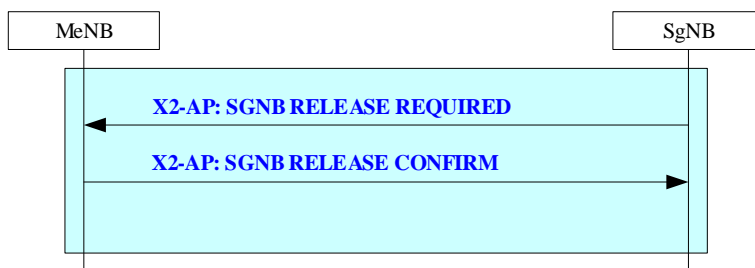 MeNB
SgNB
X2-AP: SGNB RELEASE REQUIRED
X2-AP: SGNB RELEASE CONFIRM